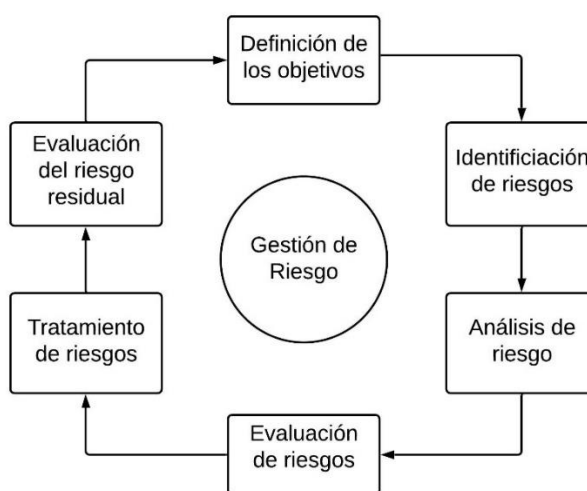 Definición de
los objetivos
Identificiación
de riesgos
Análisis de
riesgo
Evaluación
de riesgos
Tratamiento
de riesgos
Evaluación
del riesgo
residual
Gestión de
Riesgo